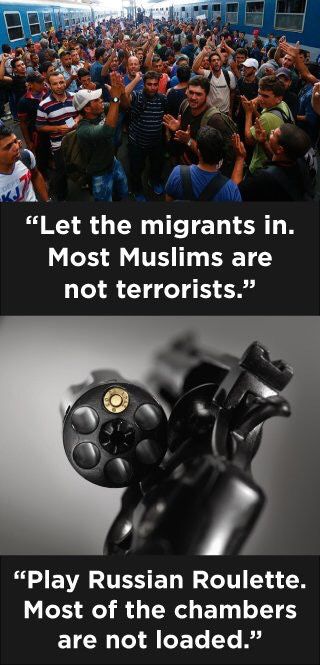 “Let the migrants in.
Most Muslims are
not terrorists.”
“Play Russian Roulette.
Most of the chambers
are not loaded.”